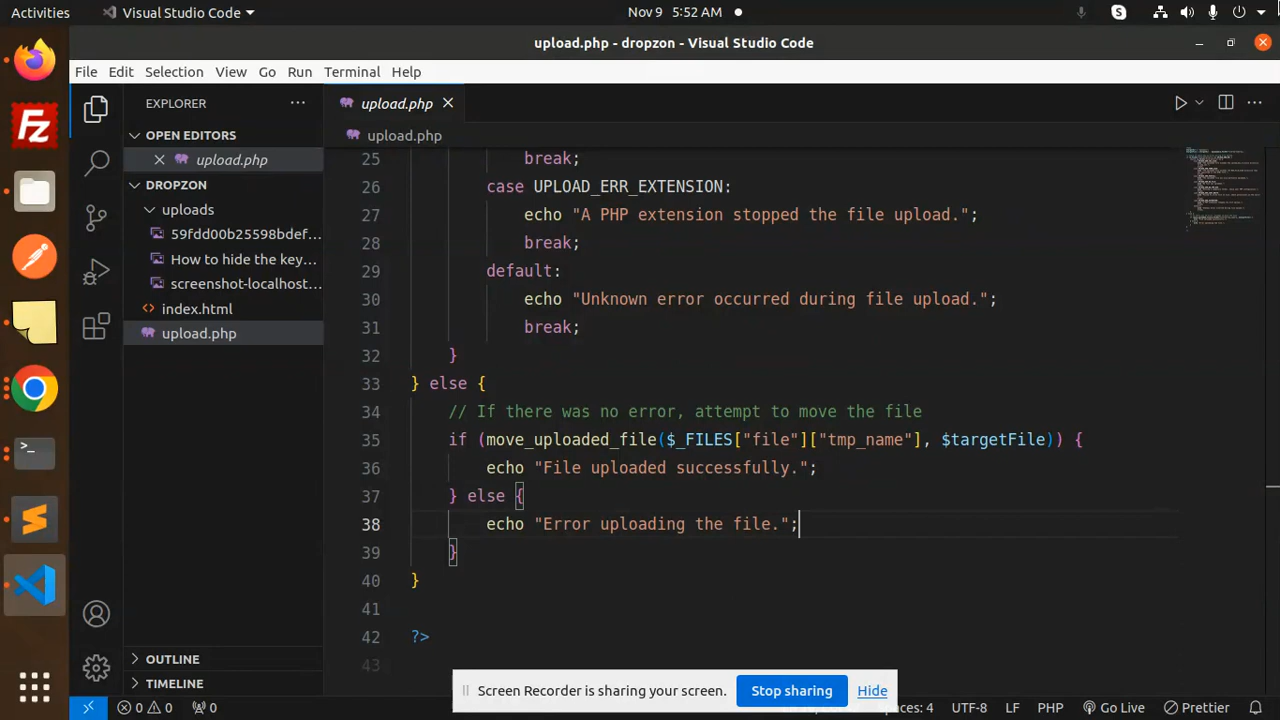 Activities
Visual Studio Code
Nov 9 5:52 AM
upload.php - dropzon - Visual Studio Code
File Edit Selection View Go Run Terminal Help
EXPLORER
OPEN EDITORS
upload.php
DROPZON
uploads
59fdd00b25598bdef...
How to hide the key...
screenshot-localhost...
index.html
upload.php
OUTLINE
TIMELINE
upload.php
upload.php
25 break;
26 case UPLOAD_ERR_EXTENSION:
27 echo "A PHP extension stopped the file upload.";
28 break;
29 default:
30 echo "Unknown error occurred during file upload.";
31 break;
32 }
33 } else {
34 // If there was no error, attempt to move the file
35 if (move_uploaded_file($_FILES["file"]["tmp_name"], $targetFile)) {
36 echo "File uploaded successfully.";
37 } else {
38 echo "Error uploading the file.";
39 }
40 }
41
42 ?>
43
Screen Recorder is sharing your screen. Stop sharing Hide
0 0 0 Spaces: 4 UTF-8 LF PHP Go Live Prettier